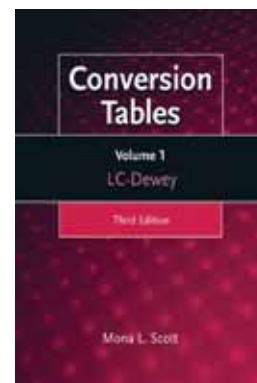 Conversion
Tables
Volume 1
LC-Dewey
Third Edition
Mona L. Scott